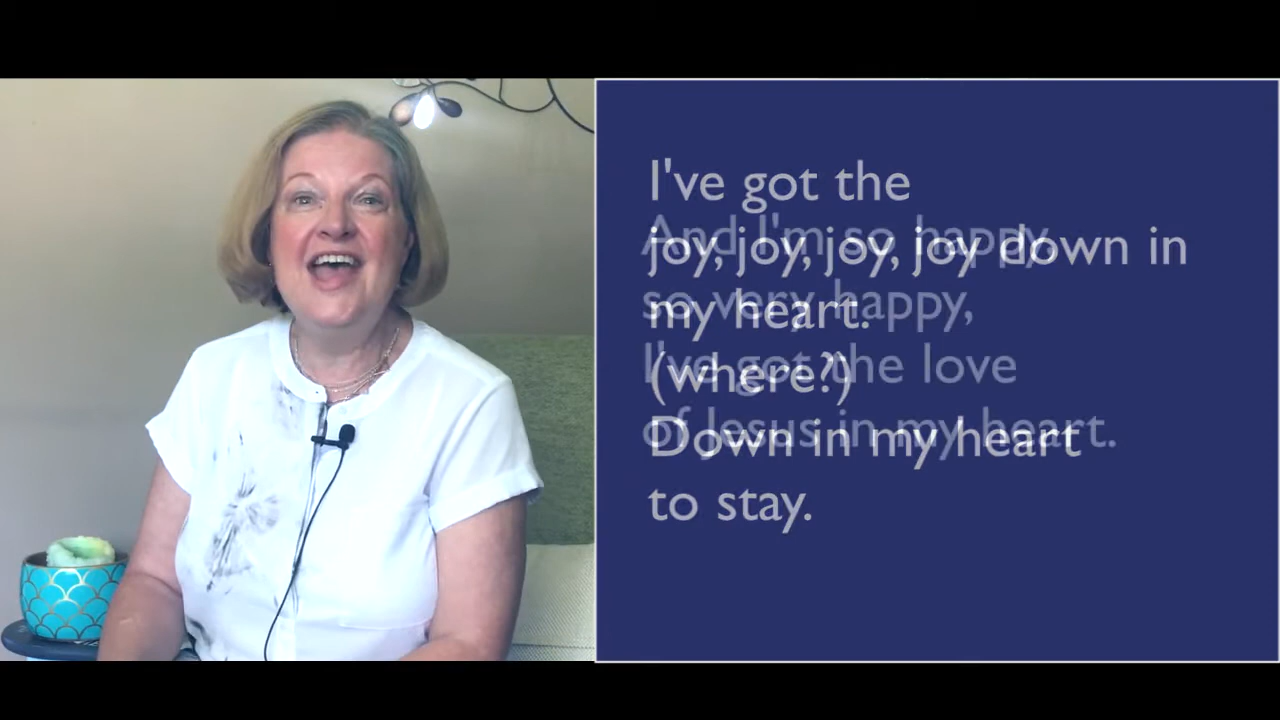 I've got the
joy, joy, joy, joy down in
my heart.
(where?)
Down in my heart
to stay.
And I'm so happy,
so very happy,
I've got the love
of Jesus in my heart.